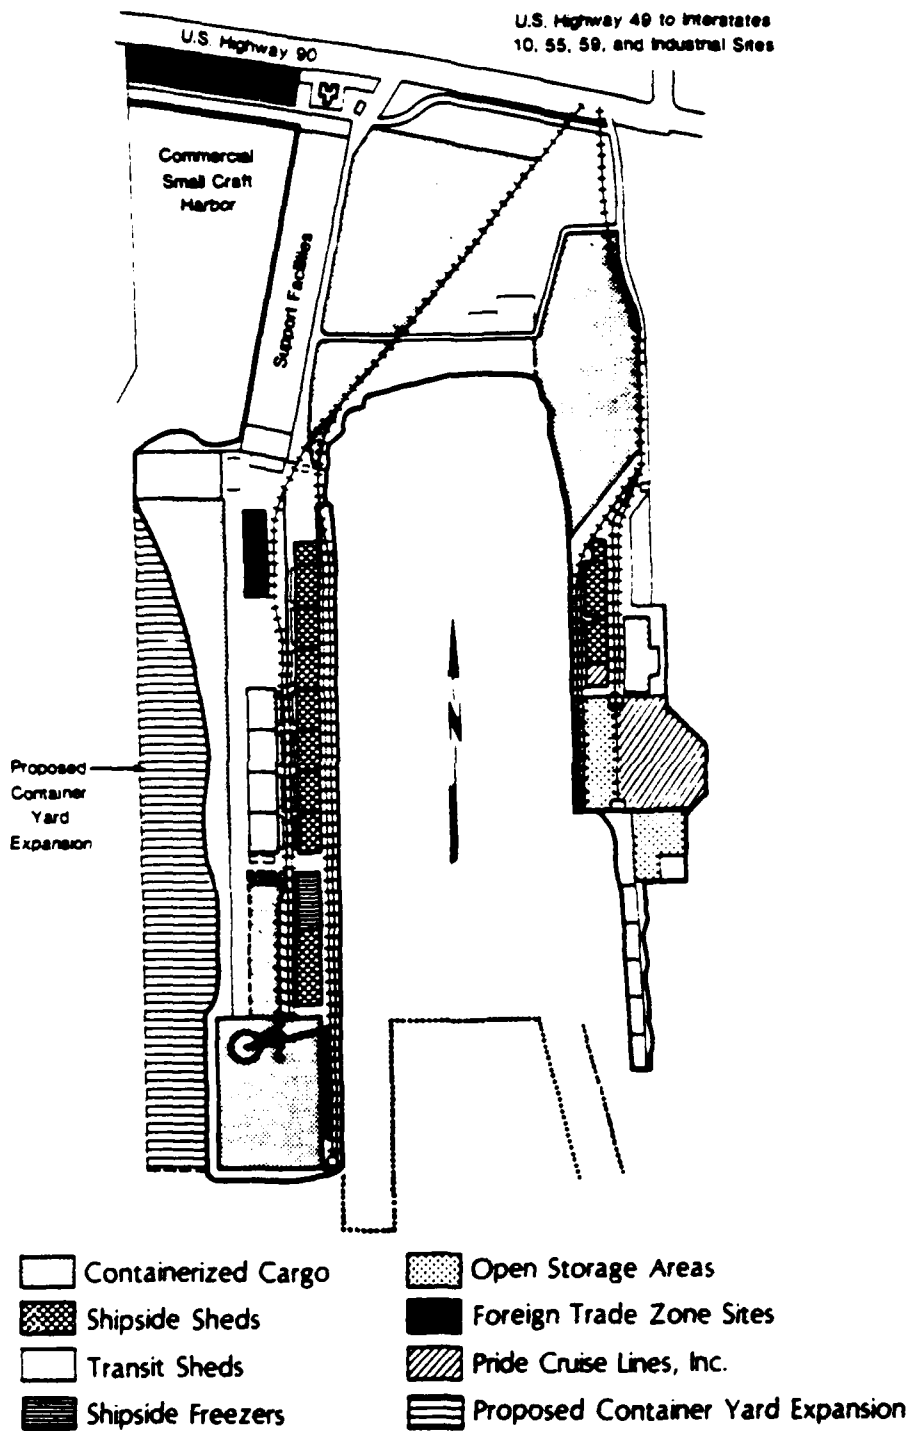 U.S. Highway 49 to Interstates
10, 55, 59, and Industrial Sites
U.S. Highway 90
Commercial
Small Craft
Harbor
Support Facilities
N
Proposed
Container
Yard
Expansion
Containerized Cargo
Shipside Sheds
Transit Sheds
Shipside Freezers
Open Storage Areas
Foreign Trade Zone Sites
Pride Cruise Lines, Inc.
Proposed Container Yard Expansion